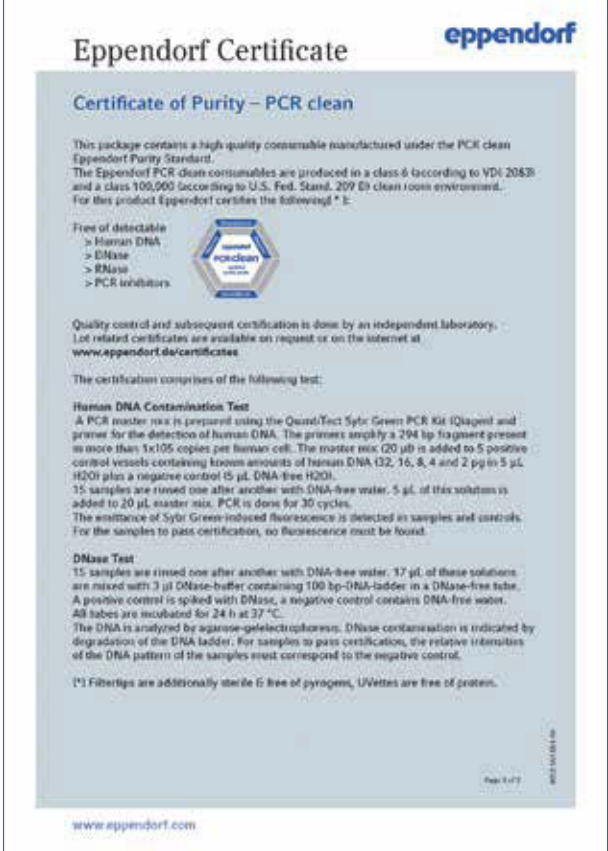 Eppendorf Certificate
eppendorf
Certificate of Purity – PCR clean
This package contains a high quality consumable manufactured under the PCR clean
Eppendorf Purity Standard.
The Eppendorf PCR clean consumables are produced in a class 6 (according to VDI 2083)
and a class 100,000 (according to U.S. Fed. Stand. 209 E) clean room environment.
For this product Eppendorf certifies the following( * ):
Free of detectable
> Human DNA
> DNase
> RNase
> PCR inhibitors
eppendorf
PCR clean
Quality control and subsequent certification is done by an independent laboratory.
Lot related certificates are available on request or on the internet at
www.eppendorf.de/certificates
The certification comprises of the following test:
Human DNA Contamination Test
A PCR master mix is prepared using the QuantiTect Sybr Green PCR Kit (Qiagen) and
primer for the detection of human DNA. The primers amplify a 294 bp fragment present
in more than 1x105 copies per human cell. The master mix (20 µl) is added to 5 positive
control vessels containing known amounts of human DNA (32, 16, 8, 4 and 2 pg in 5 µL
H2O) plus a negative control (5 µL DNA-free H2O).
15 samples are rinsed one after another with DNA-free water. 5 µL of this solution is
added to 20 µL master mix. PCR is done for 30 cycles.
The emittance of Sybr Green-induced fluorescence is detected in samples and controls.
For the samples to pass certification, no fluorescence must be found.
DNase Test
15 samples are rinsed one after another with DNA-free water. 17 µL of these solutions
are mixed with 3 µl DNase-buffer containing 100 bp-DNA-ladder in a DNase-free tube.
A positive control is spiked with DNase, a negative control contains DNA-free water.
All tubes are incubated for 24 h at 37 °C.
The DNA is analyzed by agarose-gelelectrophoresis. DNase contamination is indicated by
degradation of the DNA ladder. For samples to pass certification, the relative intensities
of the DNA pattern of the samples must correspond to the negative control.
(*) Filtertips are additionally sterile & free of pyrogens, UVettes are free of protein.
www.eppendorf.com